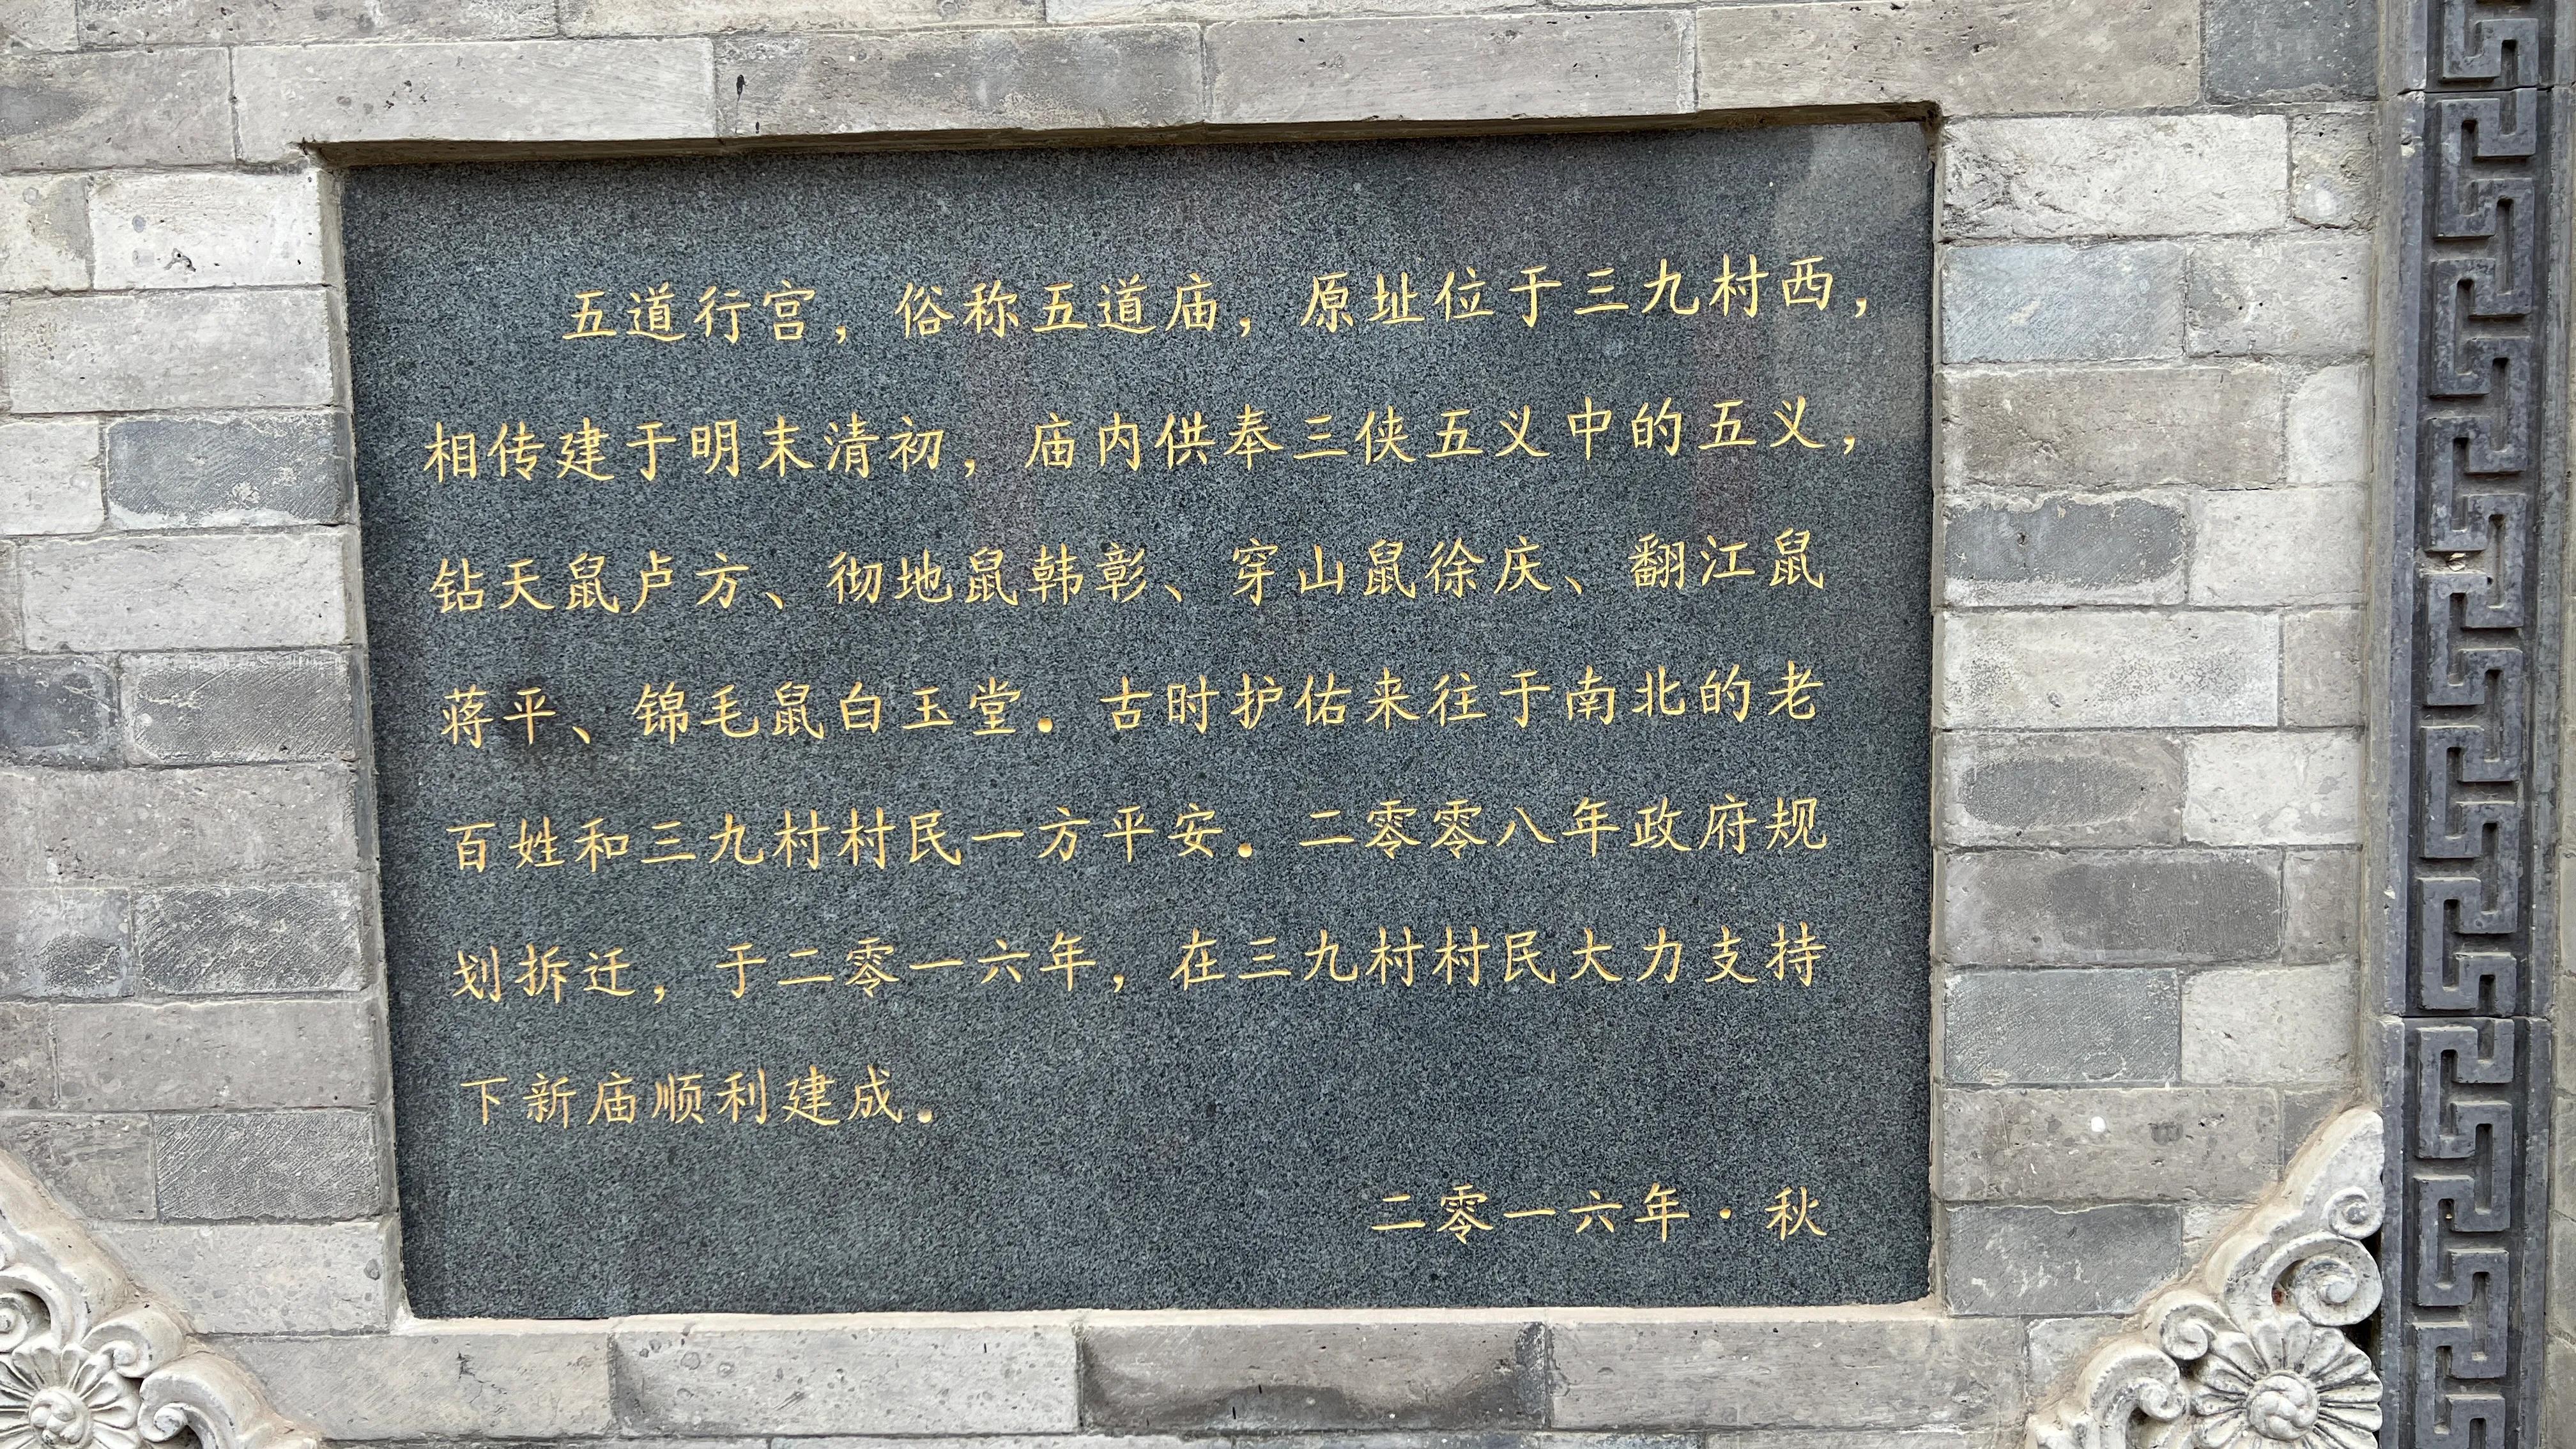 五道行宫，俗称五道庙，原址位于三九村西，
相传建于明末清初，庙内供奉三侠五义中的五义，
钻天鼠卢方、彻地鼠韩彰、穿山鼠徐庆、翻江鼠
蒋平、锦毛鼠白玉堂．古时护佑来往于南北的老
百姓和三九村村民一方平安．二零零八年政府规
划拆迁，于二零一六年，在三九村村民大力支持
下新庙顺利建成．
二零一六年·秋